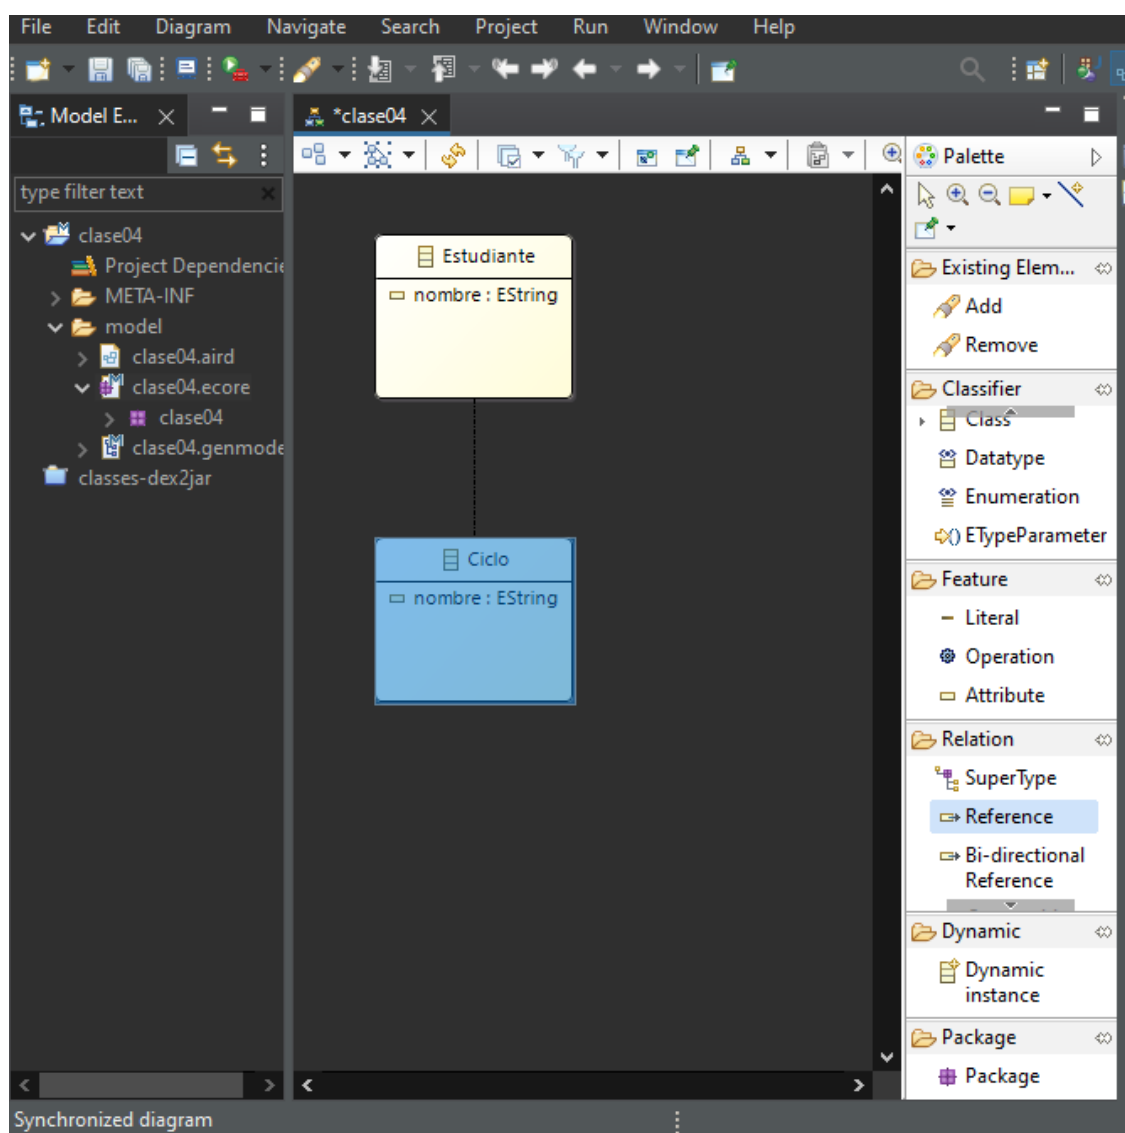 File Edit Diagram Navigate Search Project Run Window Help
Model E...
*clase04
type filter text
clase04
Project Dependencie
META-INF
model
clase04.aird
clase04.ecore
clase04
clase04.genmode
classes-dex2jar
Estudiante
nombre : EString
Ciclo
nombre : EString
Palette
Existing Elem...
Add
Remove
Classifier
Class
Datatype
Enumeration
ETypeParameter
Feature
Literal
Operation
Attribute
Relation
SuperType
Reference
Bi-directional
Reference
Dynamic
Dynamic
instance
Package
Package
Synchronized diagram